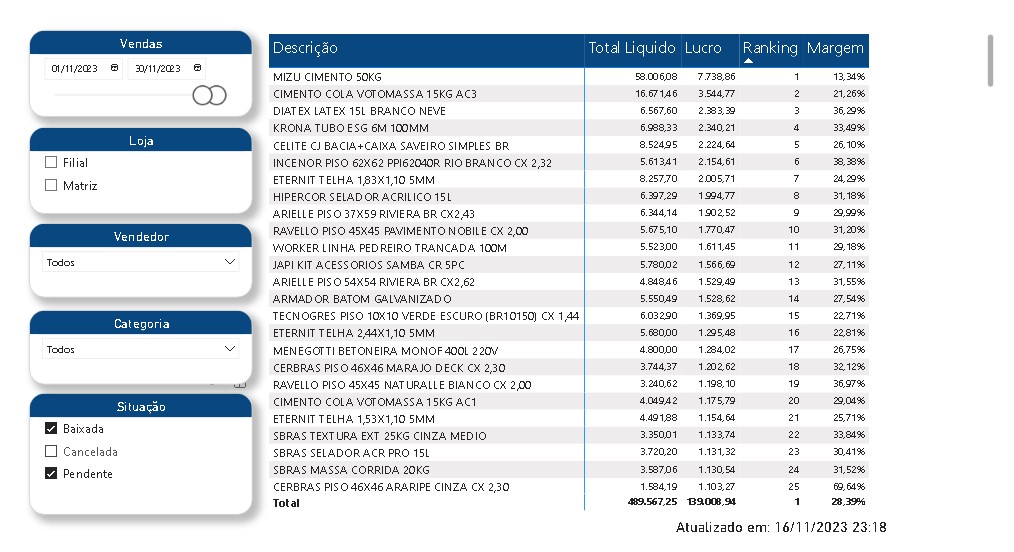 Vendas
01/11/2023 30/11/2023
Loja
Filial
Matriz
Vendedor
Todos
Categoria
Todos
Situação
Baixada
Cancelada
Pendente
Descrição Total Liquido Lucro Ranking Margem
MIZU CIMENTO 50KG 58.006,08 7.738,86 1 13,34%
CIMENTO COLA VOTOMASSA 15KG AC3 16.671,46 3.544,77 2 21,26%
DIATEX LATEX 15L BRANCO NEVE 6.567,60 2.383,39 3 36,29%
KRONA TUBO ESG 6M 100MM 6.988,33 2.340,21 4 33,49%
CELITE CJ BACIA+CAIXA SAVEIRO SIMPLES BR 8.524,95 2.224,64 5 26,10%
INCENOR PISO 62X62 PPI62040R RIO BRANCO CX 2,32 5.613,41 2.154,61 6 38,38%
ETERNIT TELHA 1,83X1,10 5MM 8.257,70 2.005,71 7 24,29%
HIPERCOR SELADOR ACRILICO 15L 6.397,29 1.994,77 8 31,18%
ARIELLE PISO 37X59 RIVIERA BR CX2,43 6.344,14 1.902,52 9 29,99%
RAVELLO PISO 45X45 PAVIMENTO NOBILE CX 2,00 5.675,10 1.770,47 10 31,20%
WORKER LINHA PEDREIRO TRANCADA 100M 5.523,00 1.611,45 11 29,18%
JAPI KIT ACESSORIOS SAMBA CR 5PC 5.780,02 1.566,69 12 27,11%
ARIELLE PISO 54X54 RIVIERA BR CX2,62 4.848,46 1.529,49 13 31,55%
ARMADOR BATOM GALVANIZADO 5.550,49 1.528,62 14 27,54%
TECNOGRES PISO 10X10 VERDE ESCURO (BR10150) CX 1,44 6.032,90 1.369,95 15 22,71%
ETERNIT TELHA 2,44X1,10 5MM 5.680,00 1.295,48 16 22,81%
MENEGOTTI BETONEIRA MONOF 400L 220V 4.800,00 1.284,02 17 26,75%
CERBRAS PISO 46X46 MARAJO DECK CX 2,30 3.744,37 1.202,62 18 32,12%
RAVELLO PISO 45X45 NATURALLE BIANCO CX 2,00 3.240,62 1.198,10 19 36,97%
CIMENTO COLA VOTOMASSA 15KG AC1 4.049,42 1.175,79 20 29,04%
ETERNIT TELHA 1,53X1,10 5MM 4.491,88 1.154,64 21 25,71%
SBRAS TEXTURA EXT 25KG CINZA MEDIO 3.350,01 1.133,74 22 33,84%
SBRAS SELADOR ACR PRO 15L 3.720,20 1.131,32 23 30,41%
SBRAS MASSA CORRIDA 20KG 3.587,06 1.130,54 24 31,52%
CERBRAS PISO 46X46 ARARIPE CINZA CX 2,30 1.584,19 1.103,27 25 69,64%
Total 489.567,25 139.008,94 1 28,39%
Atualizado em: 16/11/2023 23:18